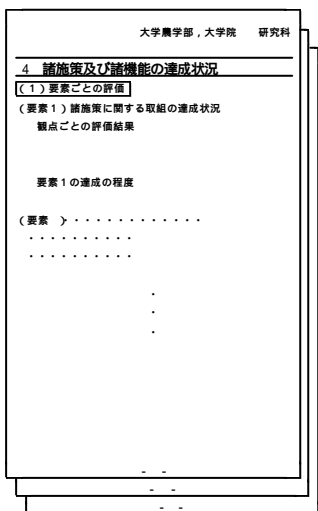 大学農学部，大学院　　研究科
4　諸施策及び諸機能の達成状況
(１)要素ごとの評価
(要素１)諸施策に関する取組の達成状況
観点ごとの評価結果
要素１の達成の程度
(要素　)・・・・・・・・・・・・・
・・・・・・・・・・
・・・・・・・・・・
・
・
・
-　-
-　-
-　-